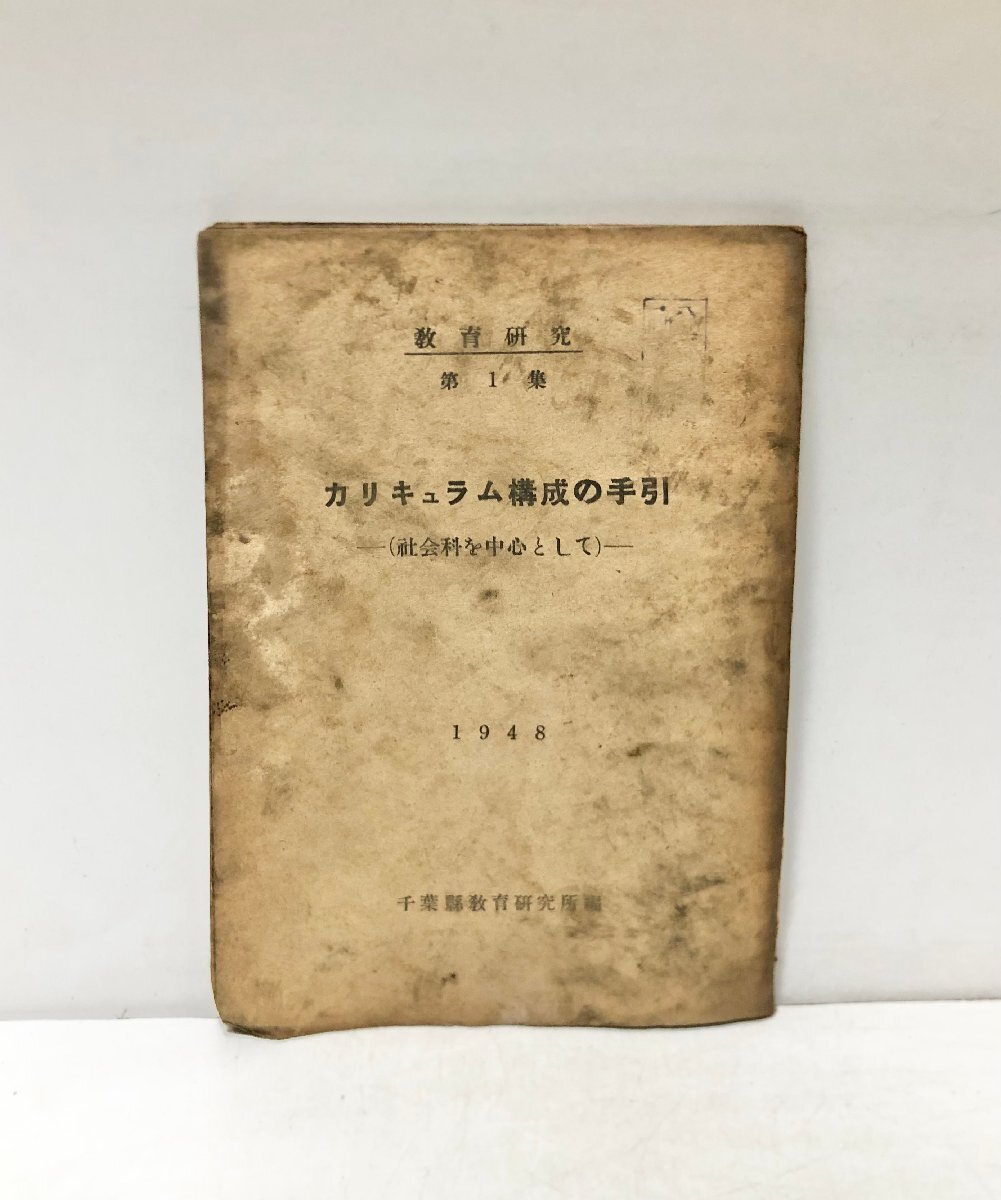 教育研究
第1集
カリキュラム構成の手引
―(社会科を中心として)―
1948
千葉縣教育研究所編